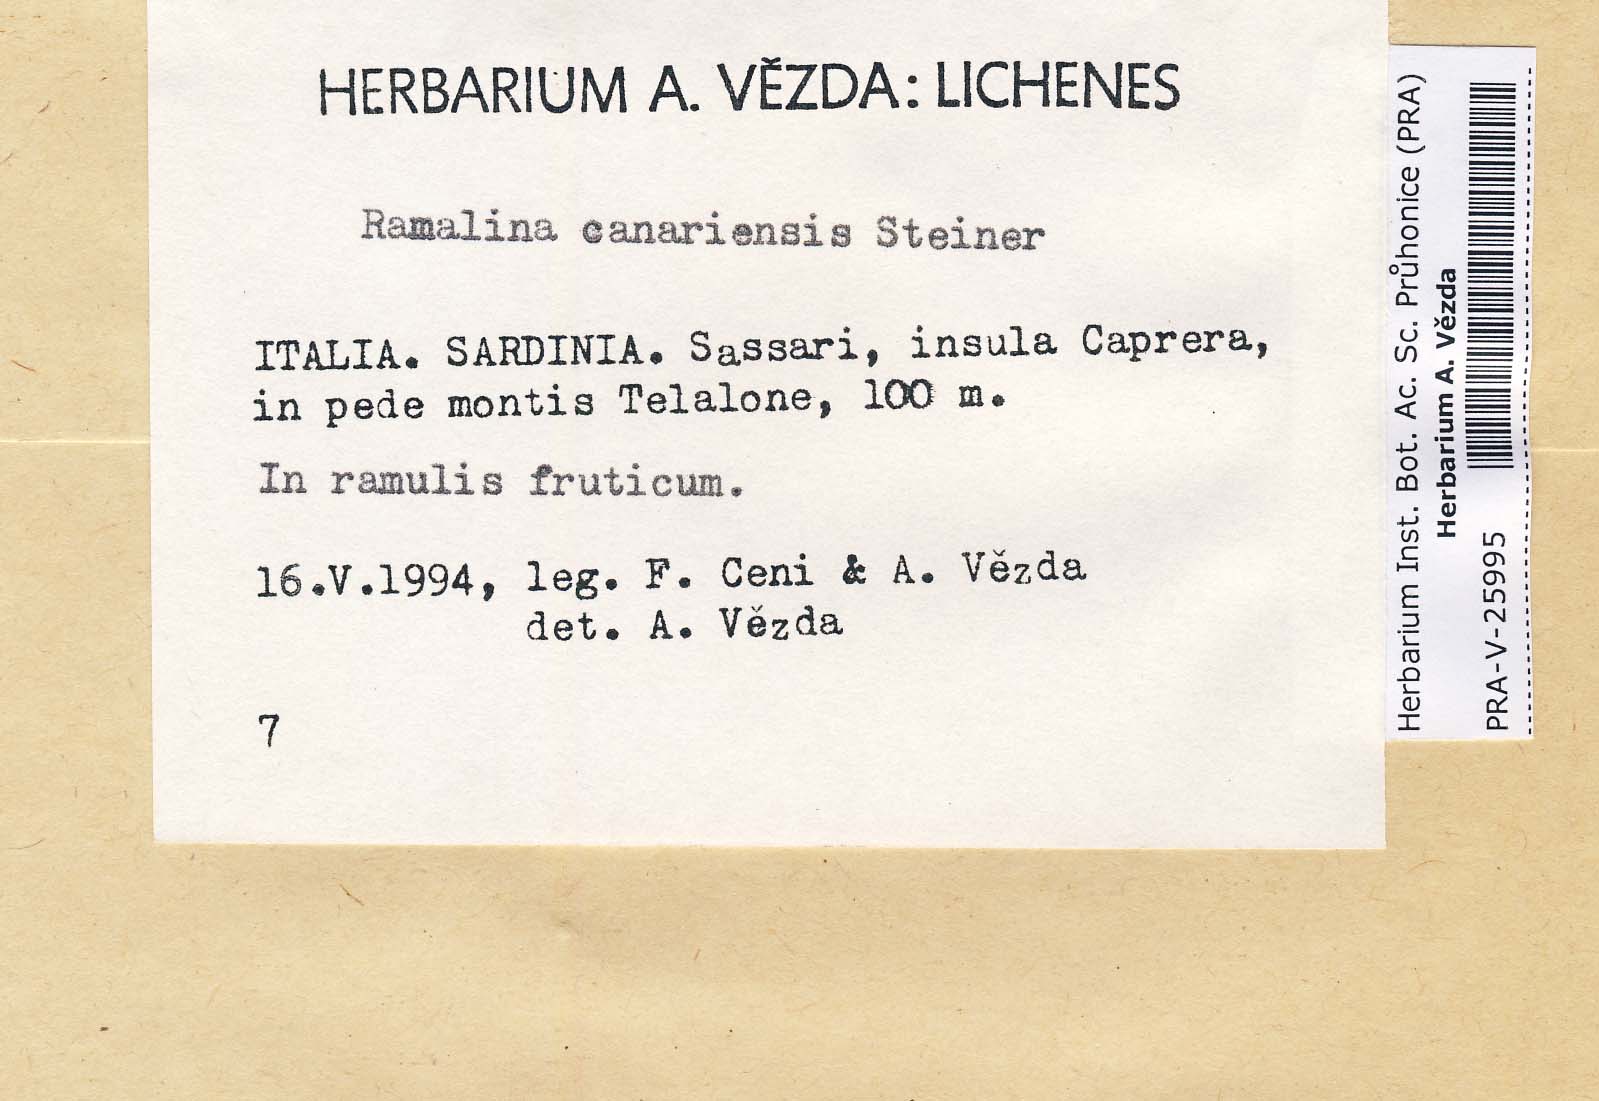 HERBARIUM A. VĚZDA: LICHENES
Ramalina canariensis Steiner
ITALIA. SARDINIA. Sassari, insula Caprera,
in pede montis Telalone, 100 m.
In ramulis fruticum.
16.V.1994, leg. F. Ceni & A. Vězda
det. A. Vězda
7
Herbarium Inst. Bot. Ac. Sc. Průhonice (PRA)
Herbarium A. Vězda
PRA-V-25995